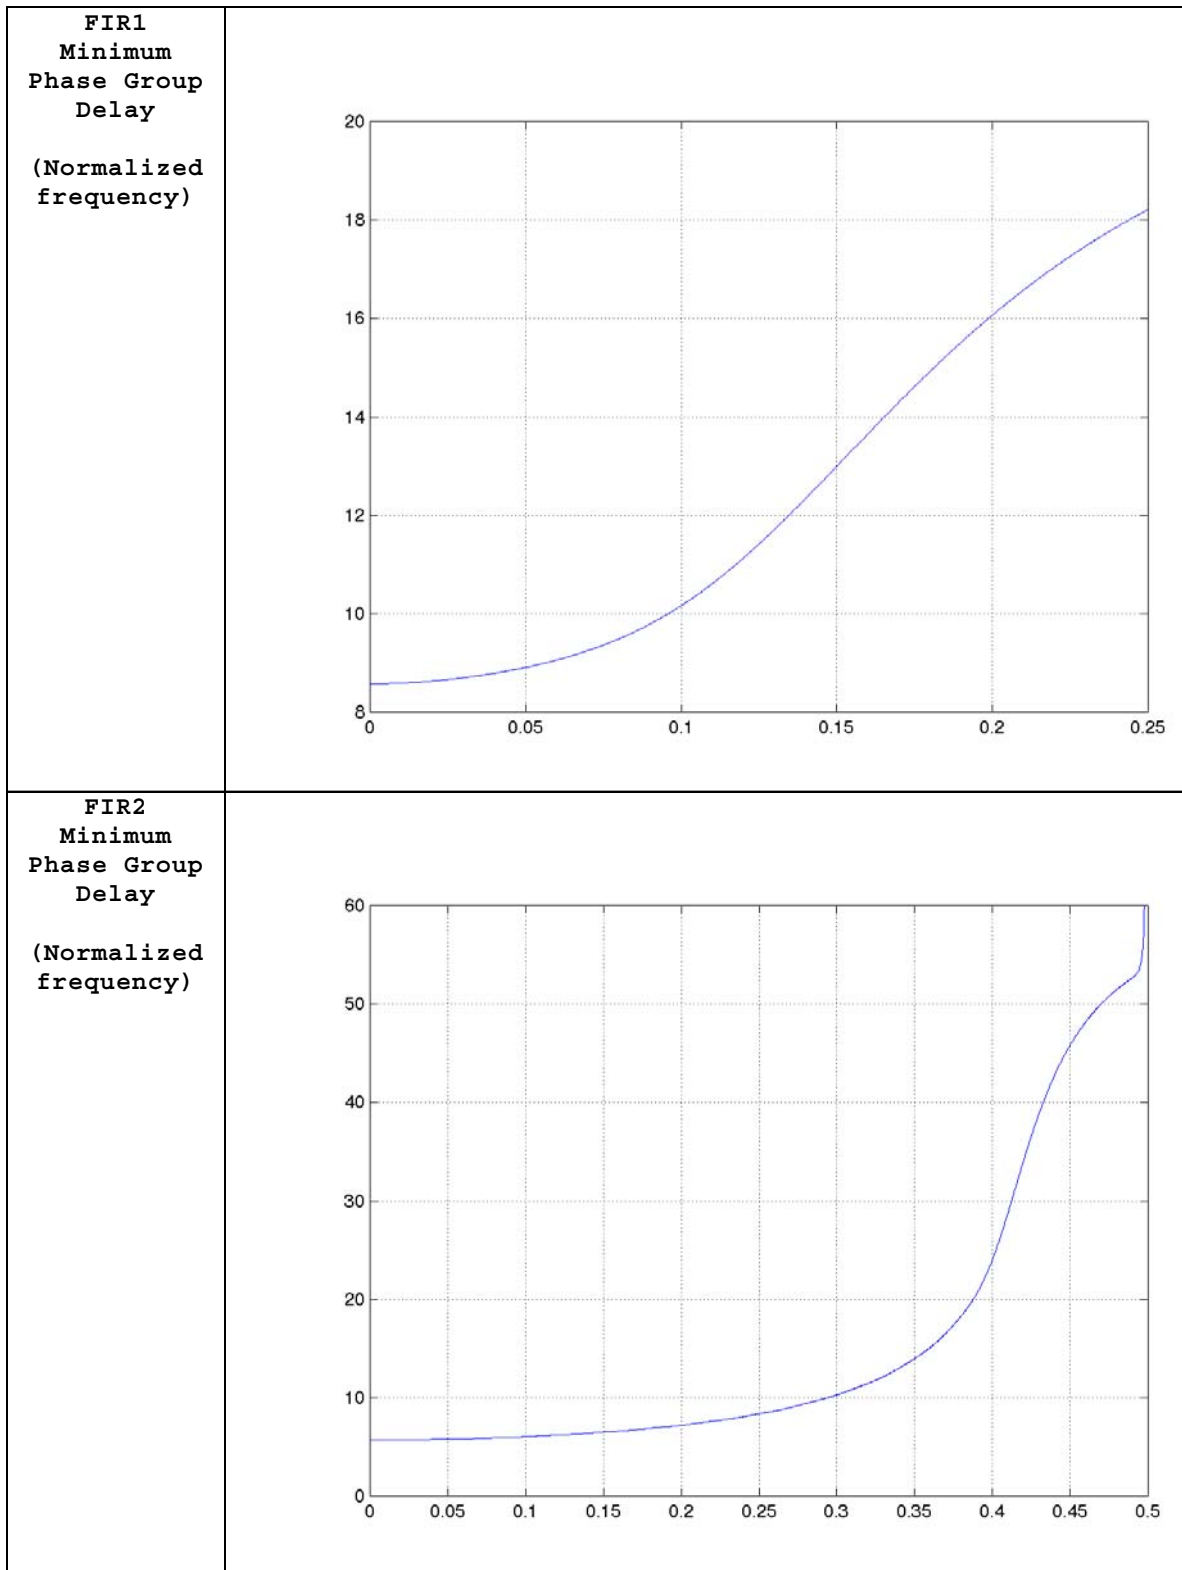 FIR1
Minimum
Phase Group
Delay
(Normalized
frequency)
20
18
16
14
12
10
8
0 0.05 0.1 0.15 0.2 0.25
FIR2
Minimum
Phase Group
Delay
(Normalized
frequency)
60
50
40
30
20
10
0
0 0.05 0.1 0.15 0.2 0.25 0.3 0.35 0.4 0.45 0.5